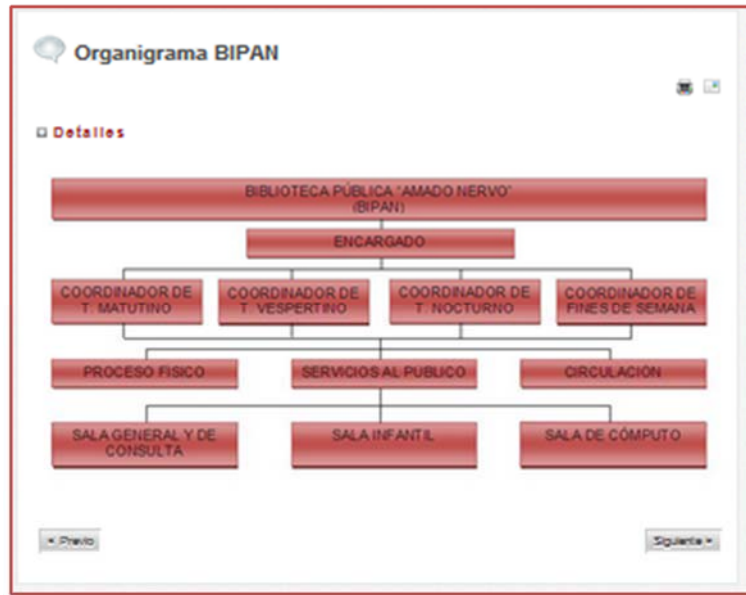 Organigrama BIPAN
Detalles
BIBLIOTECA PÚBLICA "AMADO NERVO"
(BIPAN)
ENCARGADO
COORDINADOR DE
T. MATUTINO
COORDINADOR DE
T. VESPERTINO
COORDINADOR DE
T. NOCTURNO
COORDINADOR DE
FINES DE SEMANA
PROCESO FÍSICO
SERVICIOS AL PUBLICO
CIRCULACIÓN
SALA GENERAL Y DE
CONSULTA
SALA INFANTIL
SALA DE CÓMPUTO
< Previo
Siguiente >